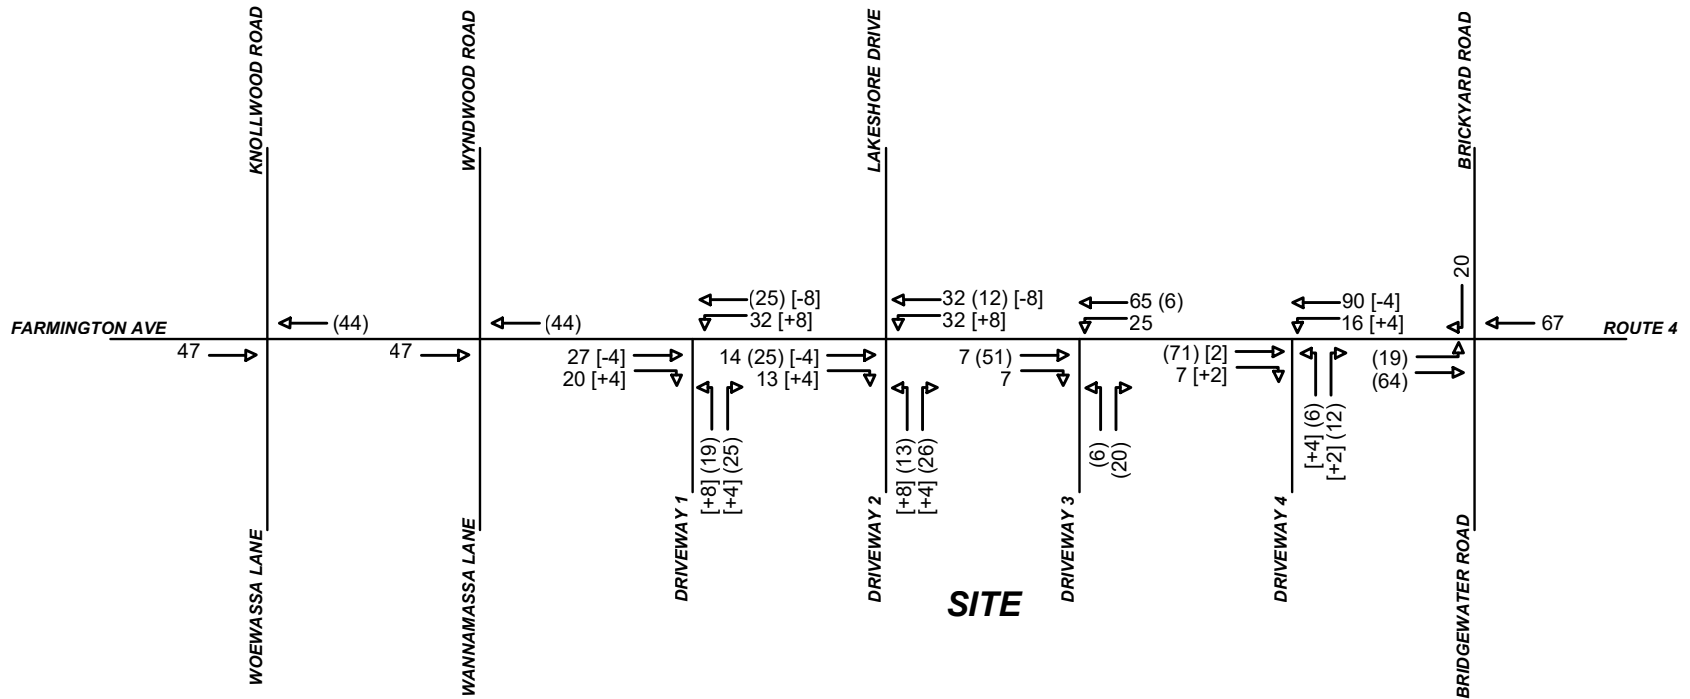 KNOLLWOOD ROAD
WYNDWOOD ROAD
LAKESHORE DRIVE
BRICKYARD ROAD
20
(25) [-8]
32 (12) [-8]
65 (6)
90 [-4]
FARMINGTON AVE
(44)
(44)
32 [+8]
32 [+8]
25
16 [+4]
67
ROUTE 4
47
47
27 [-4]
14 (25) [-4]
7 (51)
(71) [2]
(19)
20 [+4]
13 [+4]
7
7 [+2]
(64)
[+8] (19)
[+4] (25)
[+8] (13)
[+4] (26)
(6)
(20)
[+4] (6)
[+2] (12)
WOEWASSA LANE
WANNAMASSA LANE
DRIVEWAY 1
DRIVEWAY 2
DRIVEWAY 3
DRIVEWAY 4
BRIDGEWATER ROAD
SITE